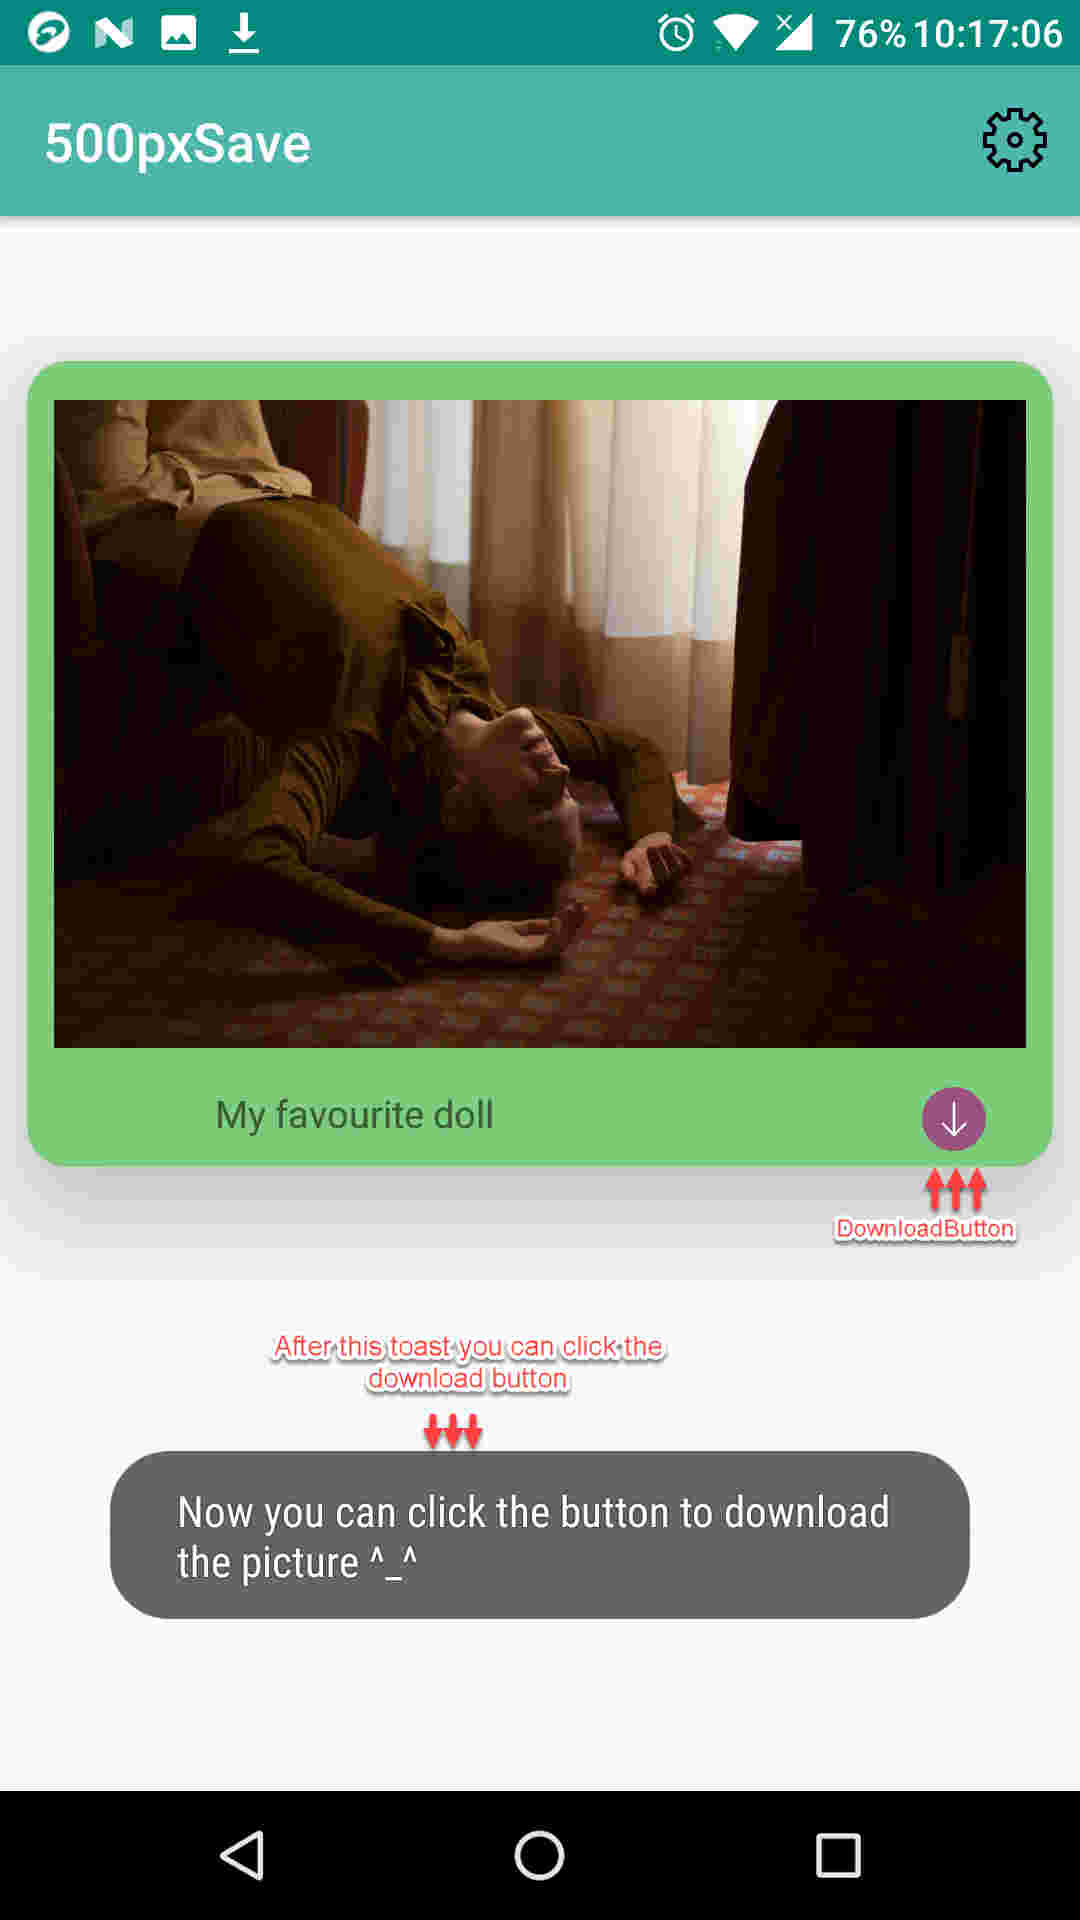 76% 10:17:06
500pxSave
My favourite doll
DownloadButton
After this toast you can click the
download button
Now you can click the button to download
the picture ^_^